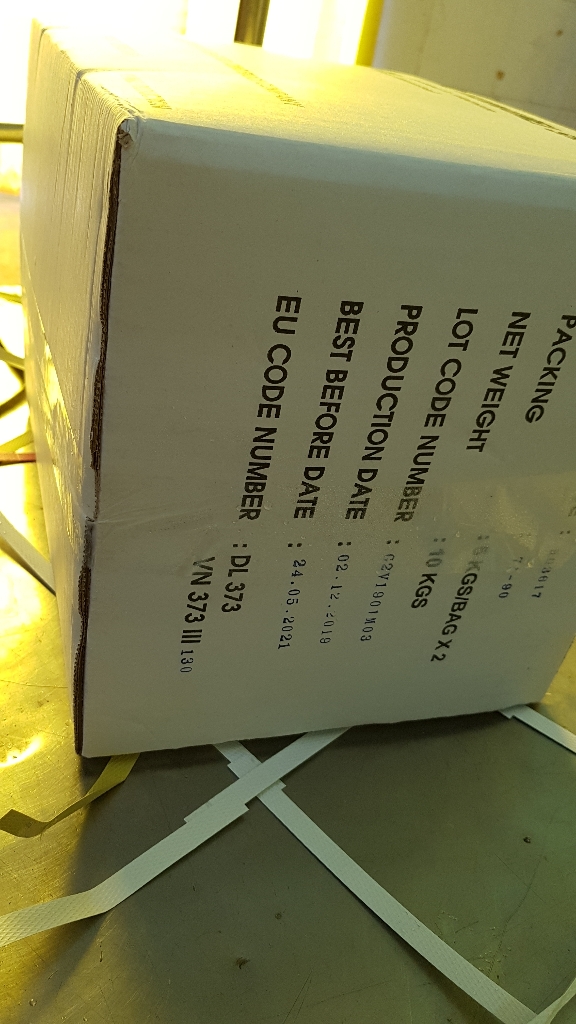 PACKING : 5 KGS/BAG X 2
NET WEIGHT : 10 KGS
LOT CODE NUMBER :
PRODUCTION DATE : 02.12.2019
BEST BEFORE DATE : 24.05.2021
EU CODE NUMBER : DL 373
VN 373 III 130